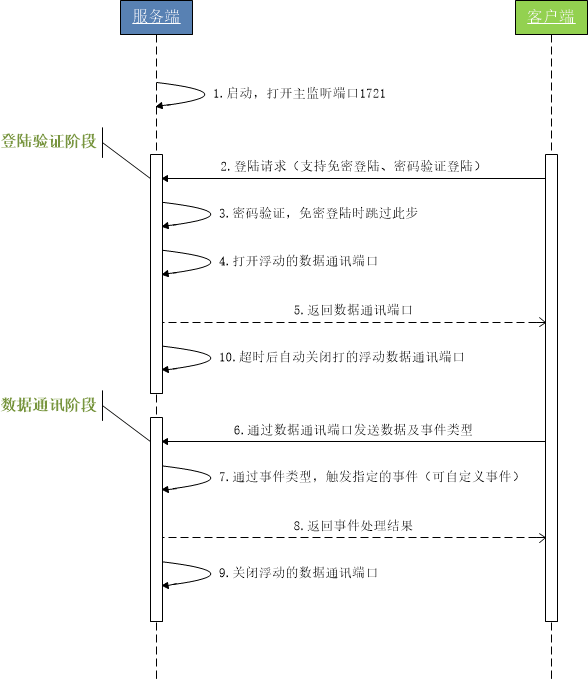 服务端
客户端
1.启动，打开主监听端口1721
登陆验证阶段
2.登陆请求（支持免密登陆、密码验证登陆）
3.密码验证，免密登陆时跳过此步
4.打开浮动的数据通讯端口
5.返回数据通讯端口
10.超时后自动关闭打的浮动数据通讯端口
数据通讯阶段
6.通过数据通讯端口发送数据及事件类型
7.通过事件类型，触发指定的事件（可自定义事件）
8.返回事件处理结果
9.关闭浮动的数据通讯端口